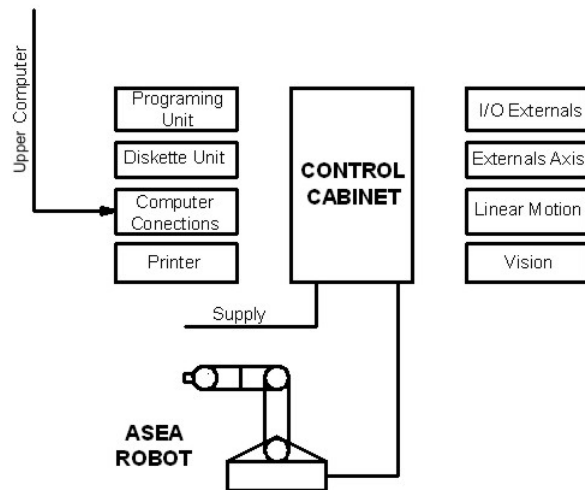 Upper Computer
Programing
Unit
Diskette Unit
Computer
Conections
Printer
CONTROL
CABINET
I/O Externals
Externals Axis
Linear Motion
Vision
Supply
ASEA
ROBOT